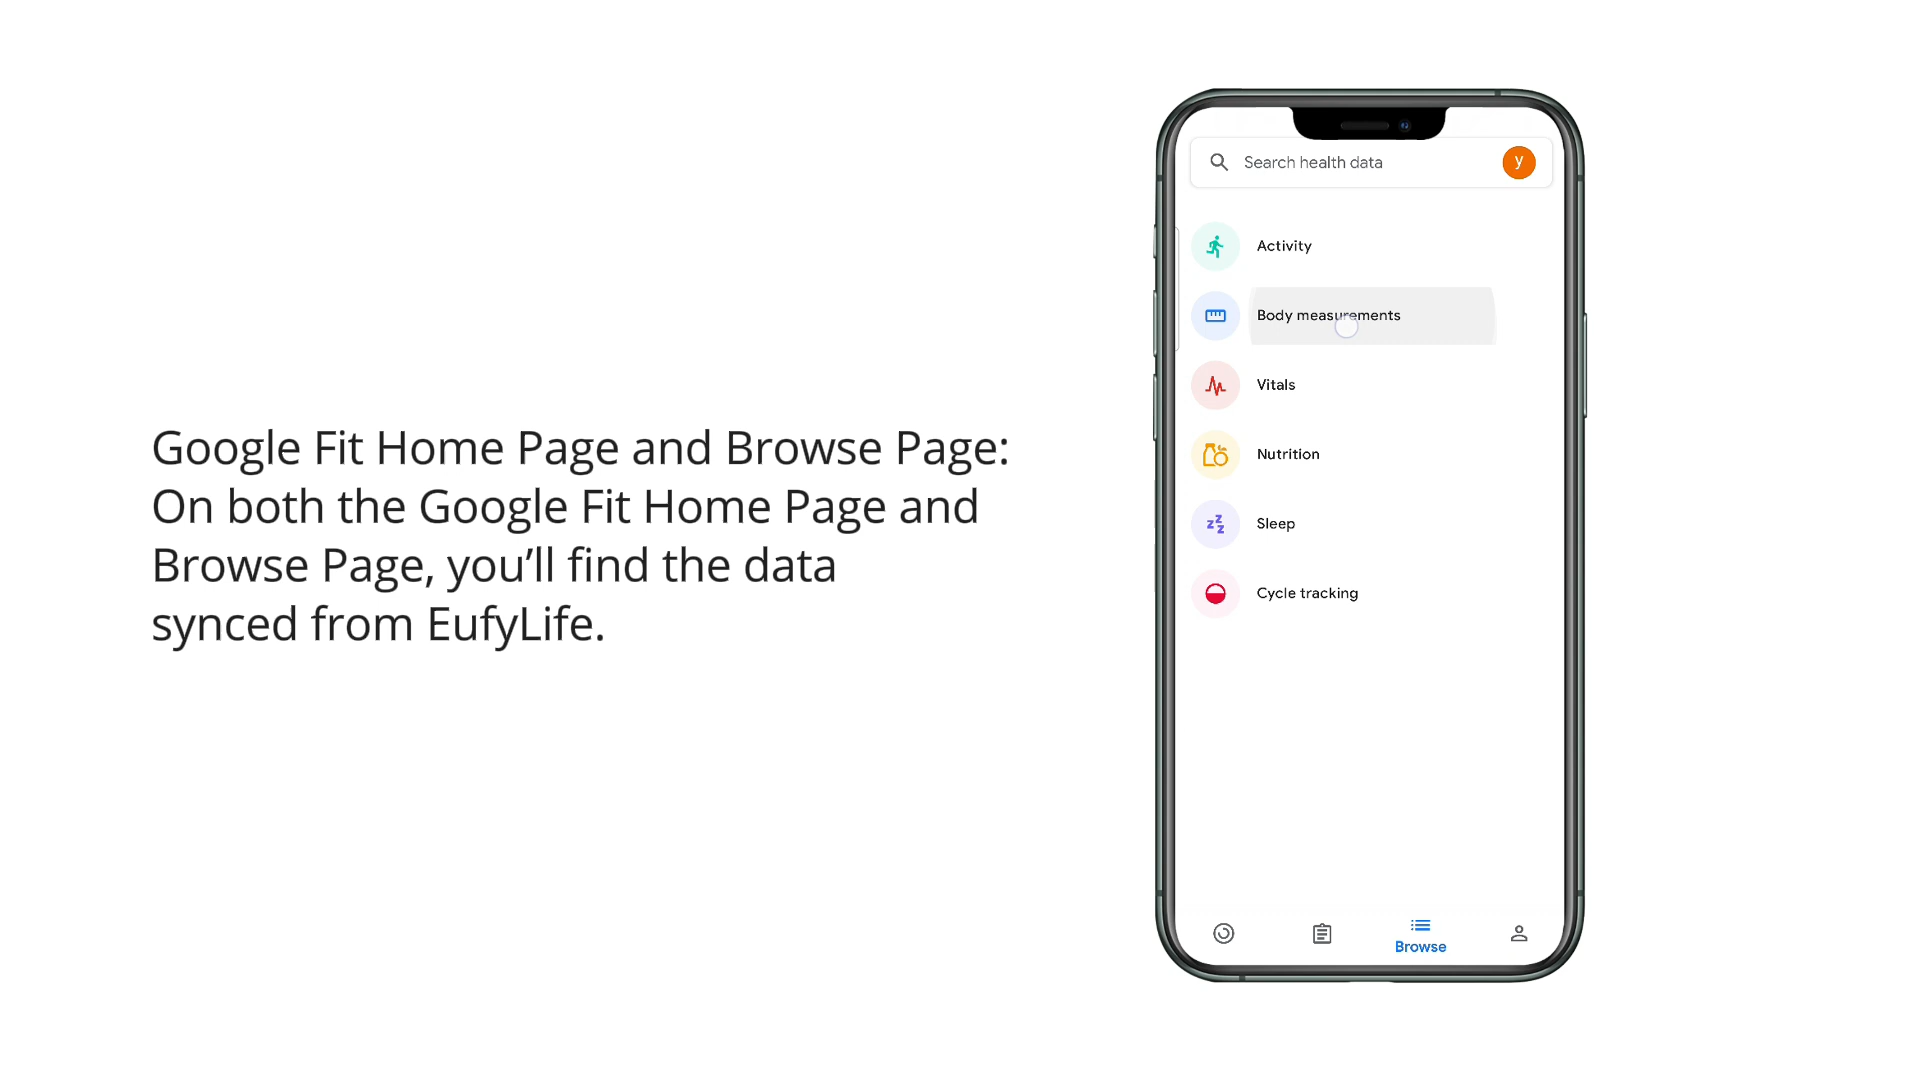 Google Fit Home Page and Browse Page:
On both the Google Fit Home Page and
Browse Page, you’ll find the data
synced from EufyLife.
Search health data
y
Activity
Body measurements
Vitals
Nutrition
Sleep
Cycle tracking
Browse